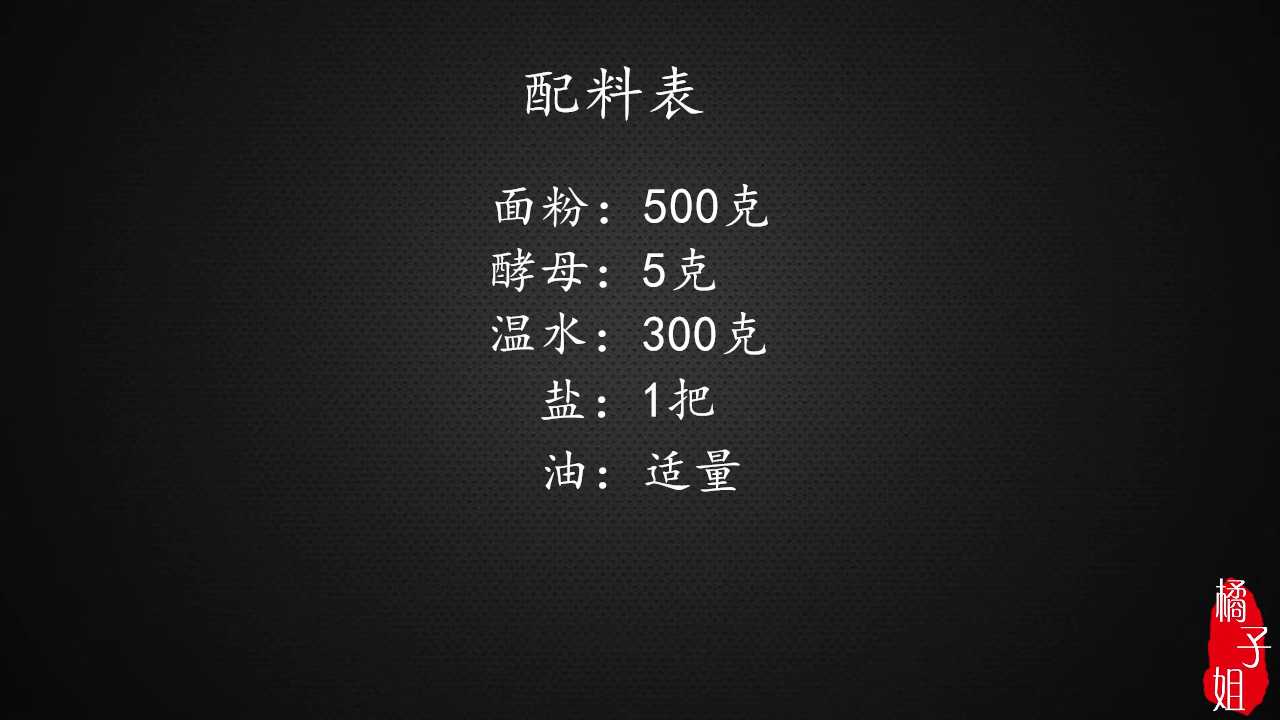 配料表
面粉：500克
酵母：5克
温水：300克
盐：1把
油：适量
橘子姐